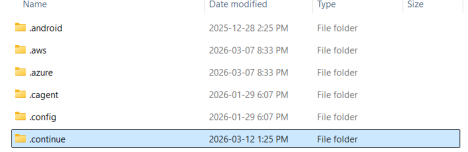 Name Date modified Type Size
.android 2025-12-28 2:25 PM File folder
.aws 2026-03-07 8:33 PM File folder
.azure 2026-03-07 8:33 PM File folder
.cagent 2026-01-29 6:07 PM File folder
.config 2026-01-29 6:07 PM File folder
.continue 2026-03-12 1:25 PM File folder